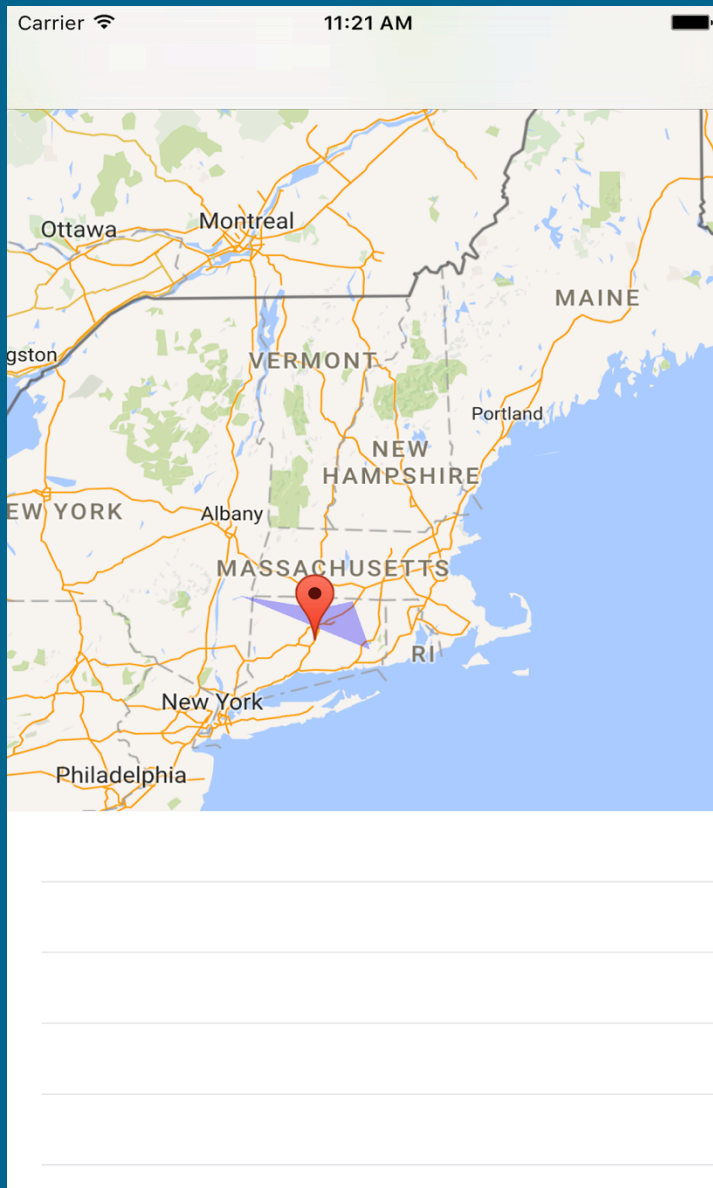 Carrier 11:21 AM
Ottawa
Montreal
MAINE
gston
VERMONT
Portland
NEW
HAMPSHIRE
EW YORK
Albany
MASSACHUSETTS
RI
New York
Philadelphia